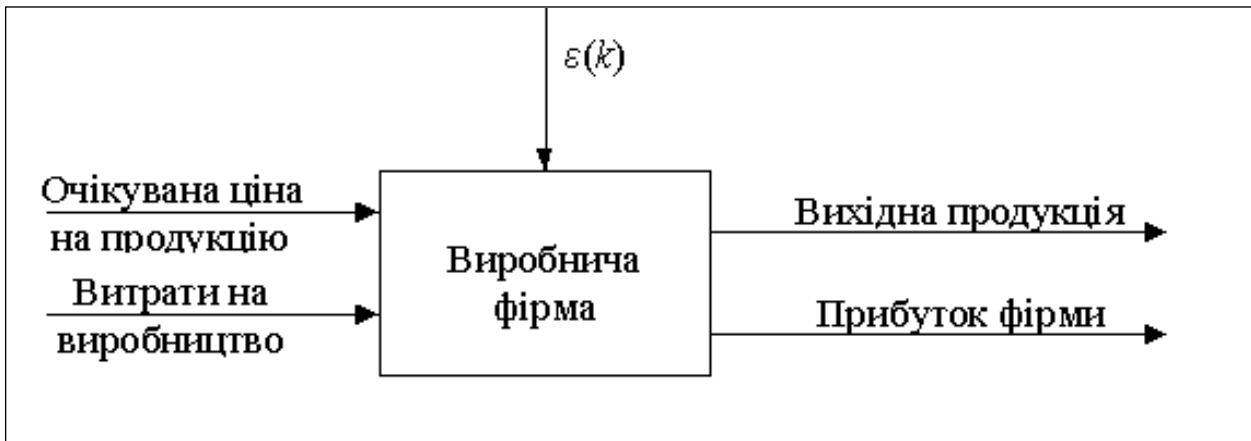 ε(k)
Очікувана ціна
на продукцію
Витрати на
виробництво
Виробнича
фірма
Вихідна продукція
Прибуток фірми